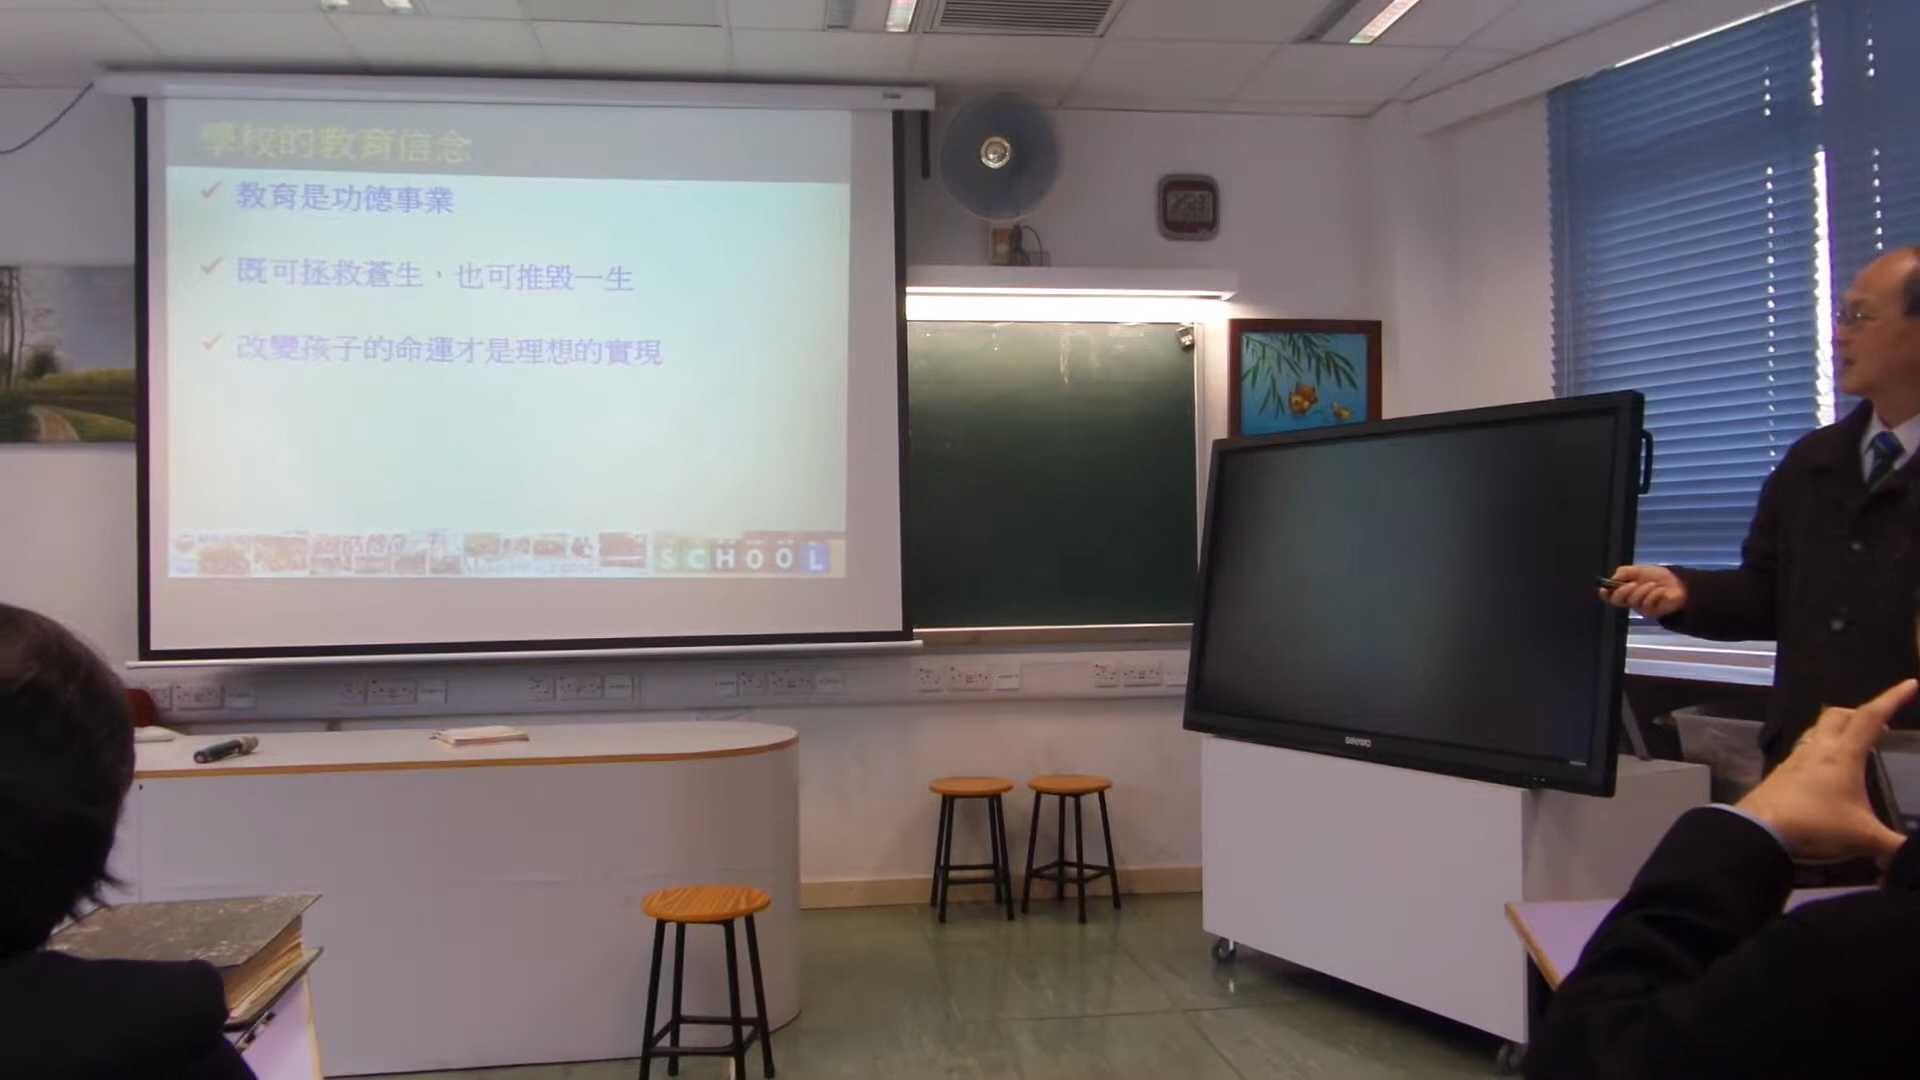 學校的教育信念
✓ 教育是功德事業
✓ 既可拯救蒼生，也可推毀一生
✓ 改變孩子的命運才是理想的實現
SCHOOL
seewo